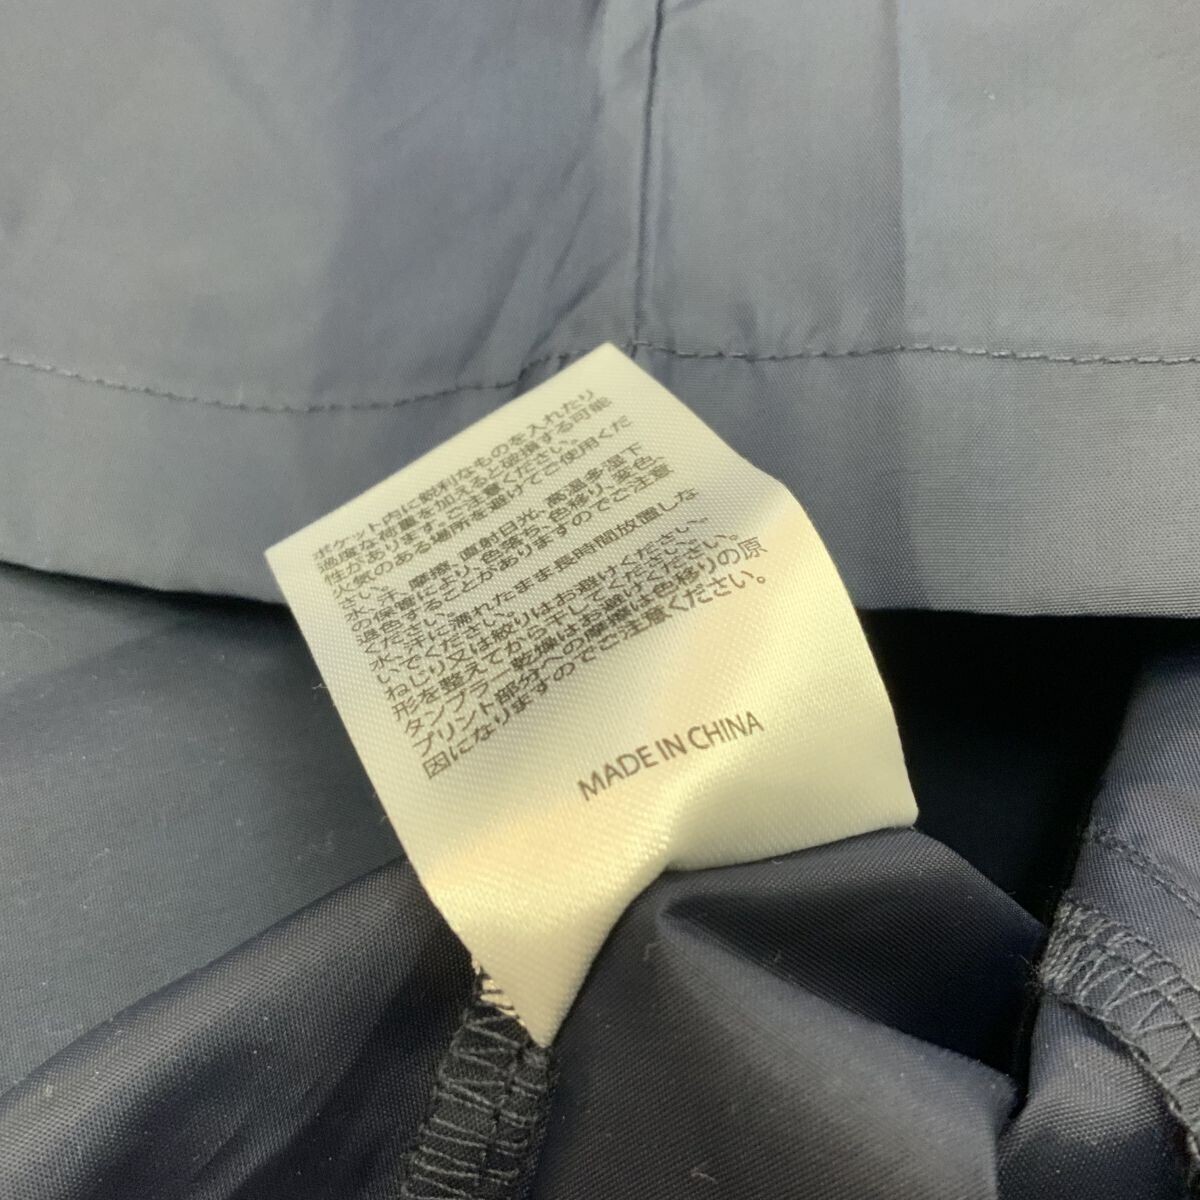 ポケット内に鋭利なものを入れたり
過度な荷重を加えると破損する可能
性があります。ご注意ください。
火気のある場所を避けてご使用くだ
さい。
水、汗、摩擦、直射日光、高温多湿下
の保管により、色落ち、色移り、変色、
退色することがありますのでご注意
ください。
水、汗に濡れたまま長時間放置しな
いでください。
ねじり又は絞りはお避けください。
形を整えてから干してください。
タンブラー乾燥はお避けください。
プリント部分への摩擦は色移りの原
因になりますのでご注意ください。
MADE IN CHINA